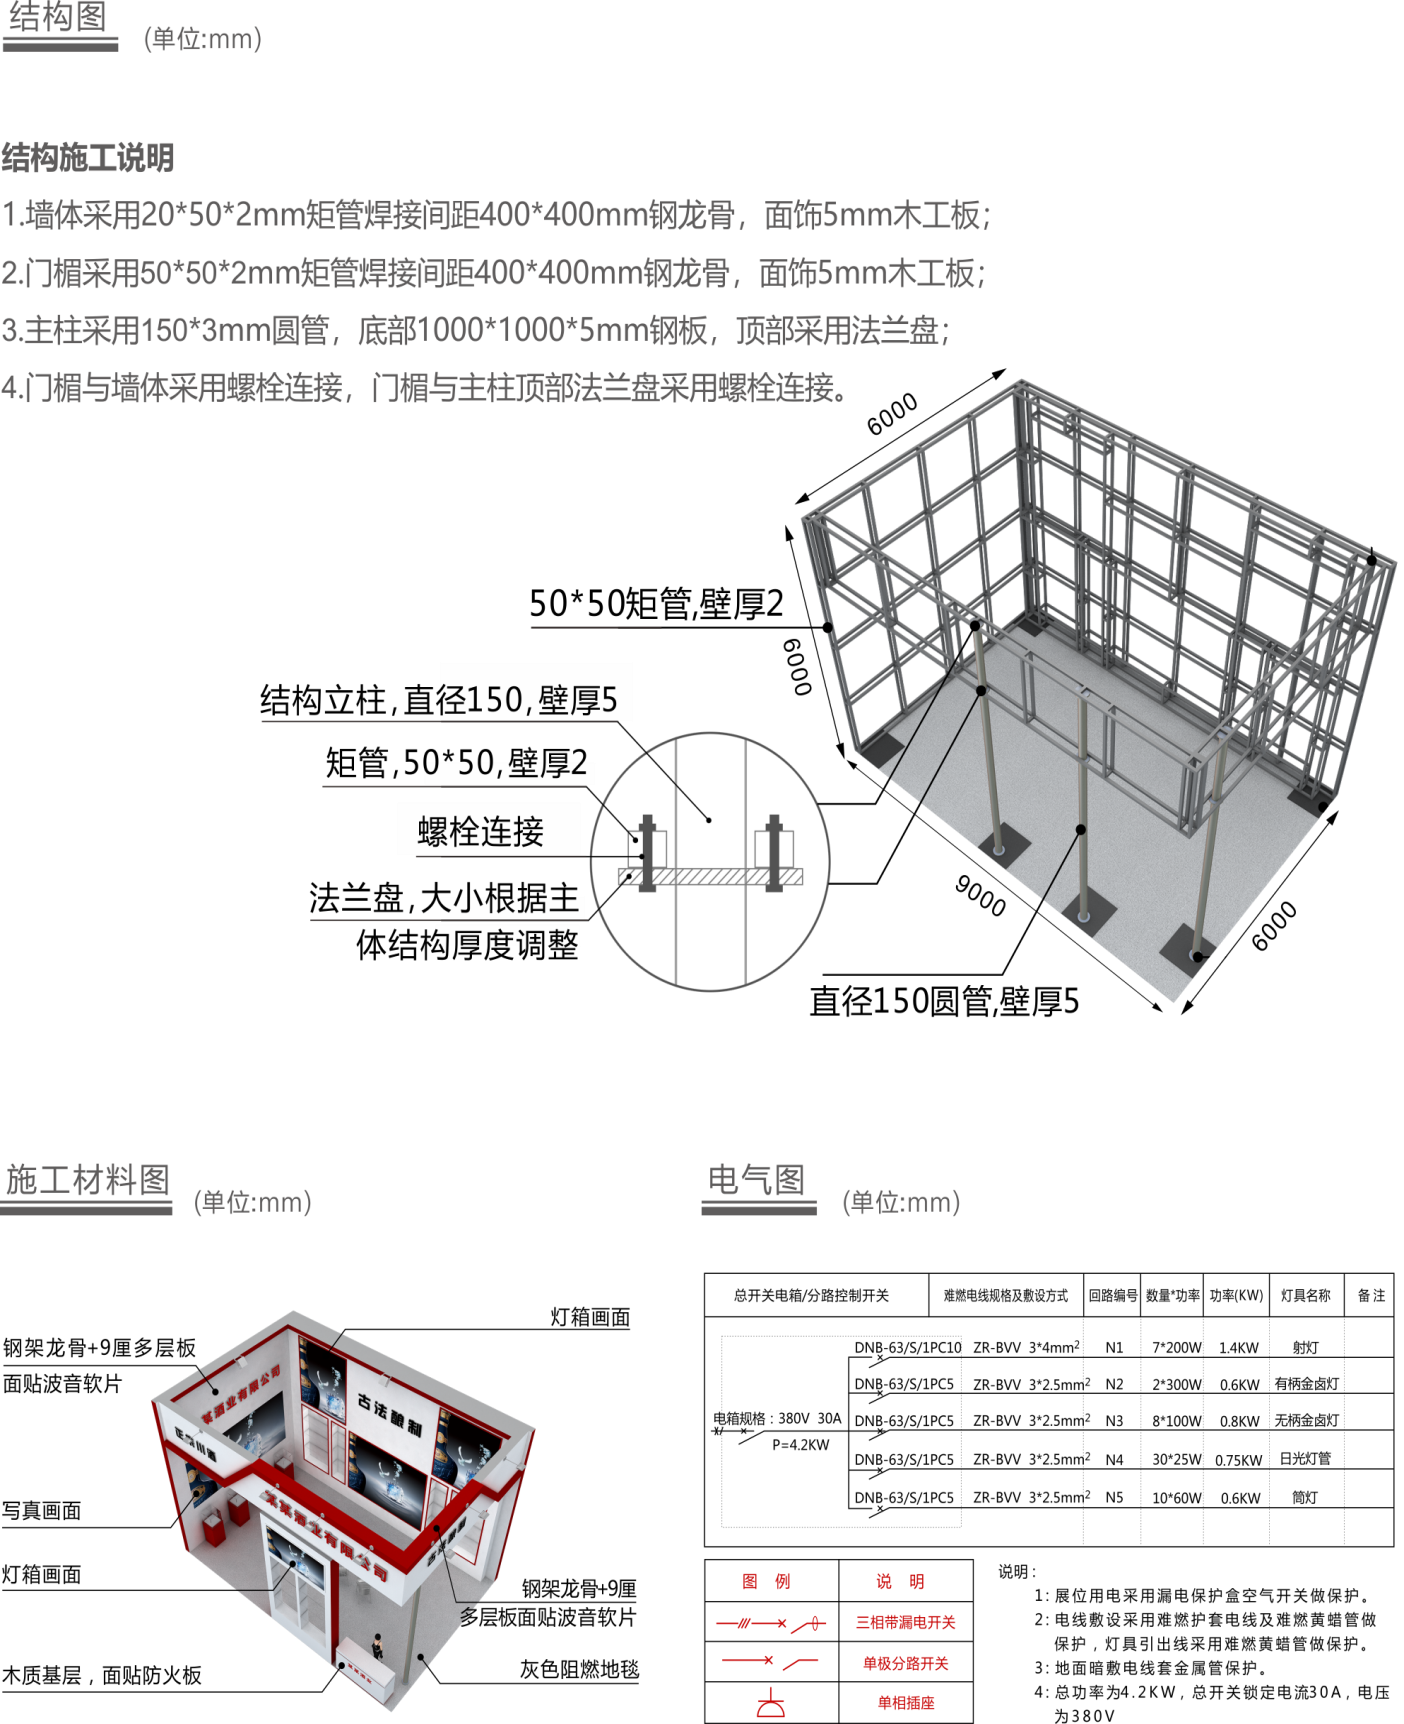 结构图
(单位:mm)
结构施工说明
1.墙体采用20*50*2mm矩管焊接间距400*400mm钢龙骨，面饰5mm木工板；
2.门楣采用50*50*2mm矩管焊接间距400*400mm钢龙骨，面饰5mm木工板；
3.主柱采用150*3mm圆管，底部1000*1000*5mm钢板，顶部采用法兰盘；
4.门楣与墙体采用螺栓连接，门楣与主柱顶部法兰盘采用螺栓连接。
6000
50*50矩管,壁厚2
6000
结构立柱,直径150,壁厚5
矩管,50*50,壁厚2
螺栓连接
法兰盘,大小根据主
体结构厚度调整
9000
6000
直径150圆管,壁厚5
施工材料图
(单位:mm)
灯箱画面
钢架龙骨+9厘多层板
面贴波音软片
某酒业有限公司
古法酿制
写真画面
某某酒业有限公司
灯箱画面
钢架龙骨+9厘
多层板面贴波音软片
木质基层，面贴防火板
灰色阻燃地毯
电气图
(单位:mm)
总开关电箱/分路控制开关 难燃电线规格及敷设方式 回路编号 数量*功率 功率(KW) 灯具名称 备注
DNB-63/S/1PC10 ZR-BVV 3*4mm² N1 7*200W 1.4KW 射灯
DNB-63/S/1PC5 ZR-BVV 3*2.5mm² N2 2*300W 0.6KW 有柄金卤灯
电箱规格：380V 30A
P=4.2KW
DNB-63/S/1PC5 ZR-BVV 3*2.5mm² N3 8*100W 0.8KW 无柄金卤灯
DNB-63/S/1PC5 ZR-BVV 3*2.5mm² N4 30*25W 0.75KW 日光灯管
DNB-63/S/1PC5 ZR-BVV 3*2.5mm² N5 10*60W 0.6KW 筒灯
图 例 说 明
三相带漏电开关
单极分路开关
单相插座
说明：
1：展位用电采用漏电保护盒空气开关做保护。
2：电线敷设采用难燃护套电线及难燃黄蜡管做
保护，灯具引出线采用难燃黄蜡管做保护。
3：地面暗敷电线套金属管保护。
4：总功率为4.2KW，总开关锁定电流30A，电压
为380V